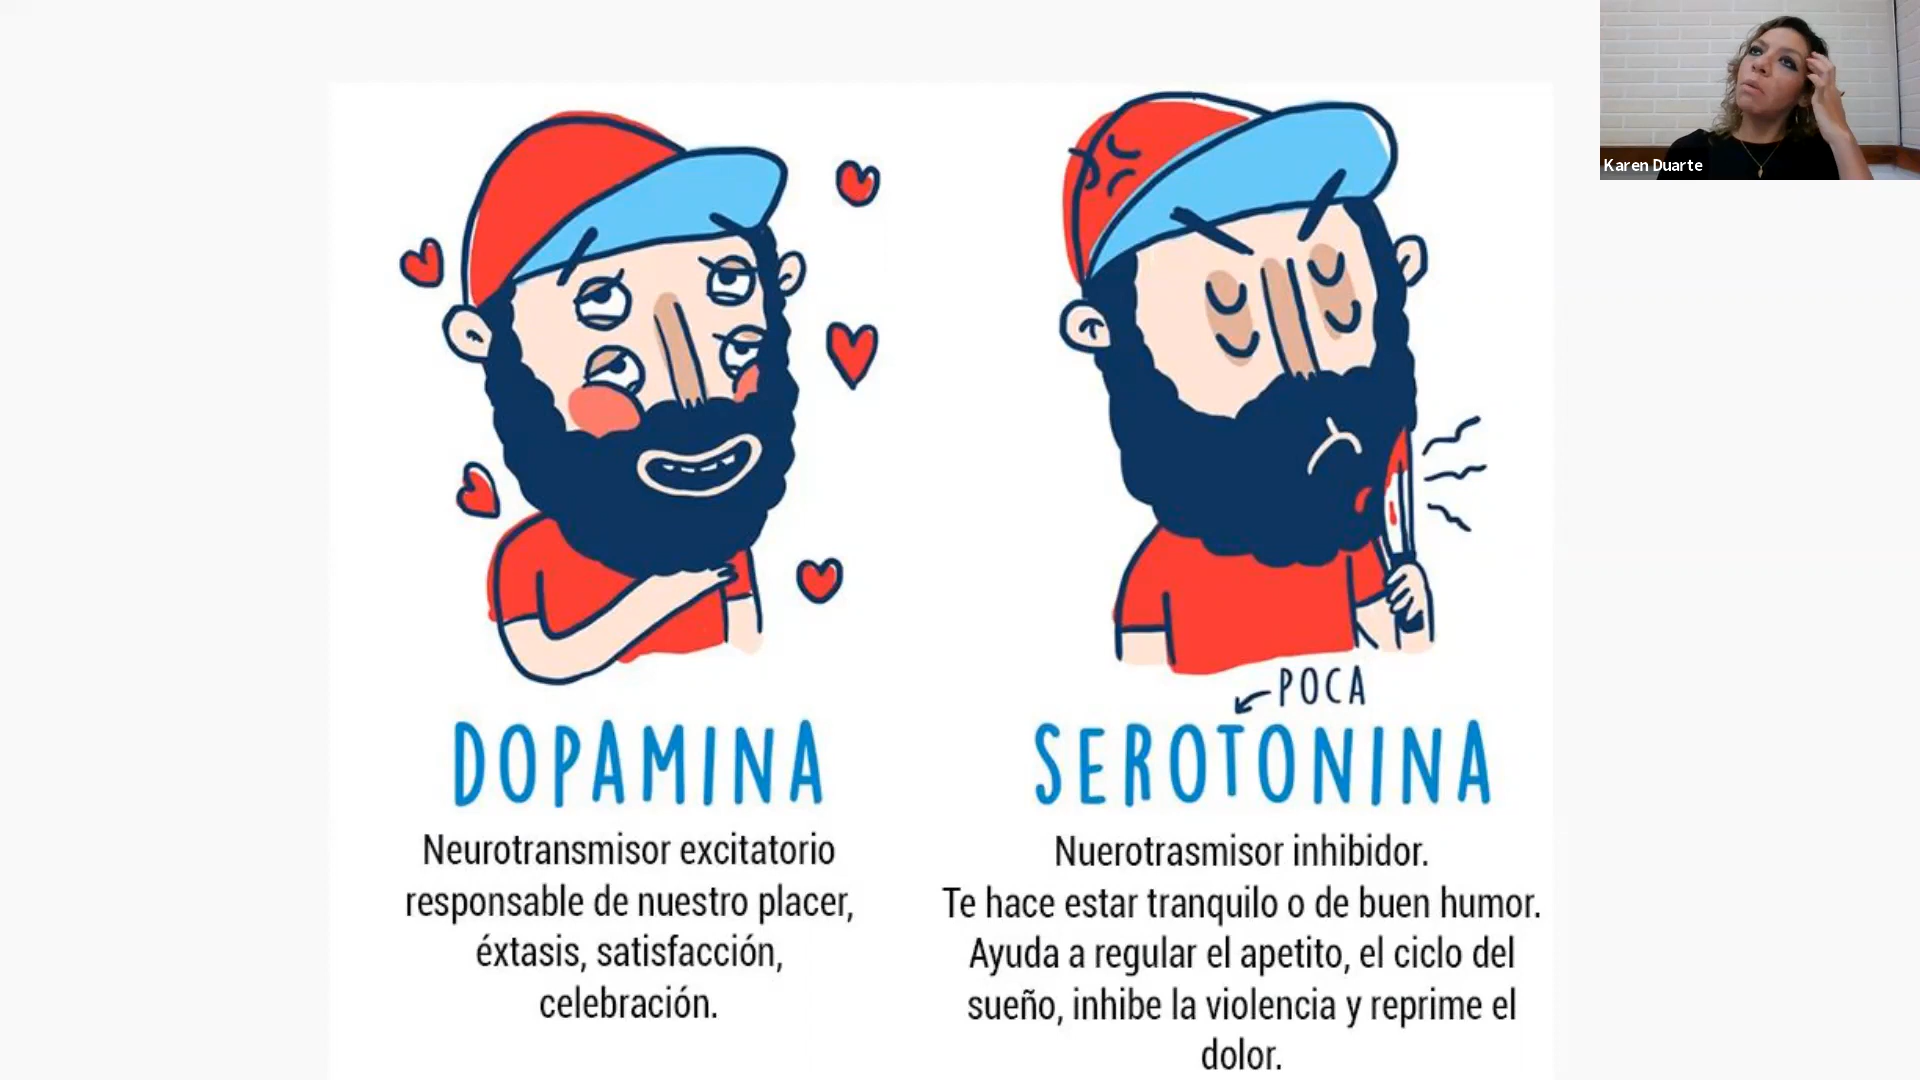 Karen Duarte
DOPAMINA
Neurotransmisor excitatorio
responsable de nuestro placer,
éxtasis, satisfacción,
celebración.
POCA
SEROTONINA
Nuerotrasmisor inhibidor.
Te hace estar tranquilo o de buen humor.
Ayuda a regular el apetito, el ciclo del
sueño, inhibe la violencia y reprime el
dolor.